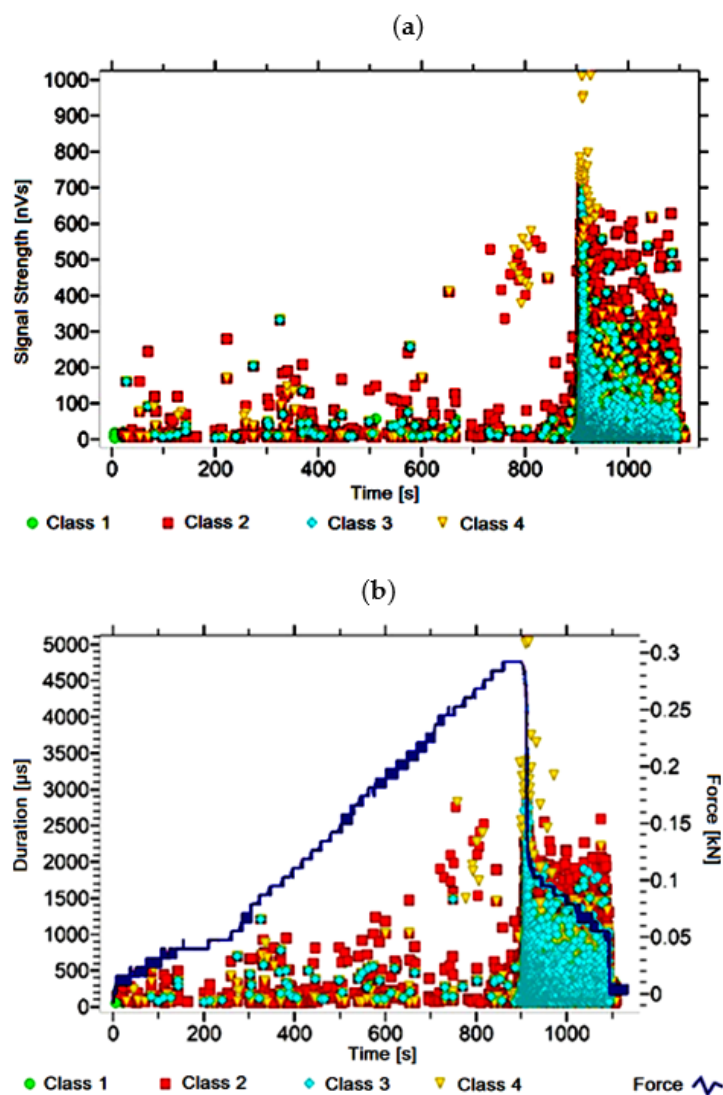 (a)
1000
900
800
700
600
500
400
300
200
100
0
Signal Strength [nVs]
0 200 400 600 800 1000
Time [s]
Class 1 Class 2 Class 3 Class 4
(b)
5000
4500
4000
3500
3000
2500
2000
1500
1000
500
0
Duration [µs]
0.3
0.25
0.2
0.15
0.1
0.05
0
Force [kN]
0 200 400 600 800 1000
Time [s]
Class 1 Class 2 Class 3 Class 4 Force